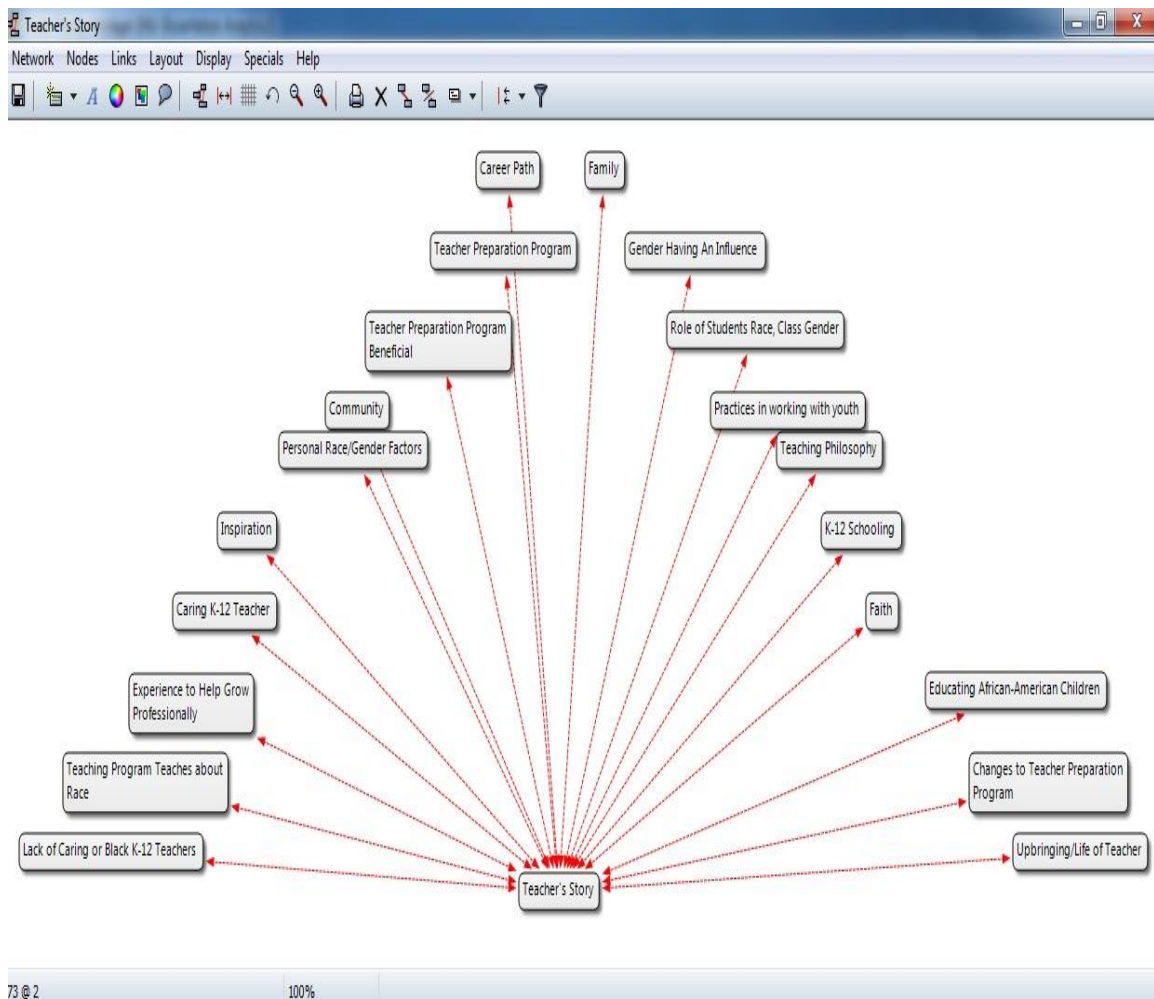 Teacher's Story
Network Nodes Links Layout Display Specials Help
Career Path
Family
Teacher Preparation Program
Gender Having An Influence
Teacher Preparation Program
Beneficial
Role of Students Race, Class Gender
Community
Practices in working with youth
Personal Race/Gender Factors
Teaching Philosophy
Inspiration
K-12 Schooling
Caring K-12 Teacher
Faith
Experience to Help Grow
Professionally
Educating African-American Children
Teaching Program Teaches about
Race
Changes to Teacher Preparation
Program
Lack of Caring or Black K-12 Teachers
Upbringing/Life of Teacher
Teacher's Story
73 @ 2
100%